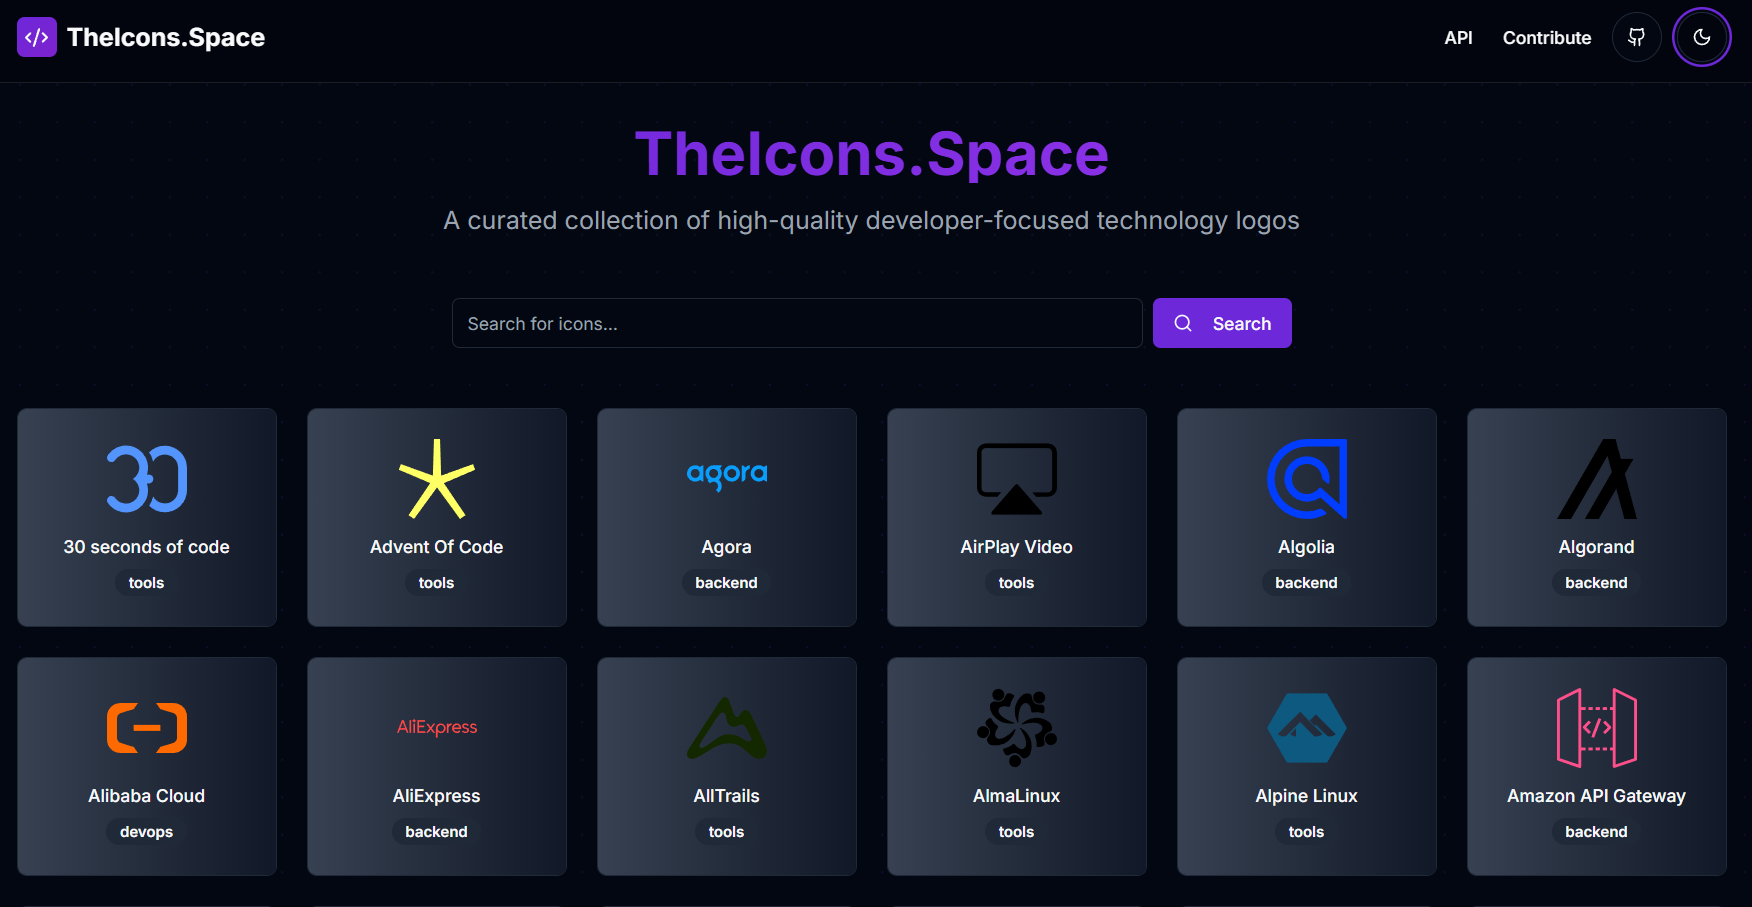 TheIcons.Space
API
Contribute
TheIcons.Space
A curated collection of high-quality developer-focused technology logos
Search for icons...
Search
30 seconds of code
tools
Advent Of Code
tools
agora
Agora
backend
AirPlay Video
tools
Algolia
backend
Algorand
backend
Alibaba Cloud
devops
AliExpress
AliExpress
backend
AllTrails
tools
AlmaLinux
tools
Alpine Linux
tools
Amazon API Gateway
backend